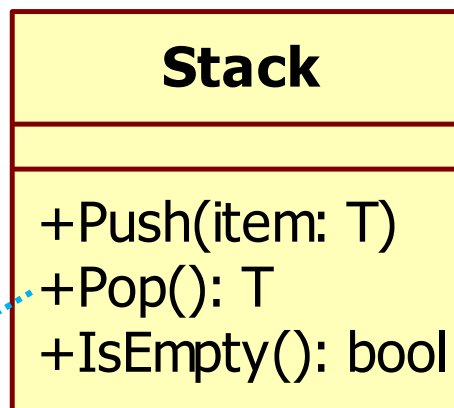 Stack
+Push(item: T)
+Pop(): T
+IsEmpty(): bool